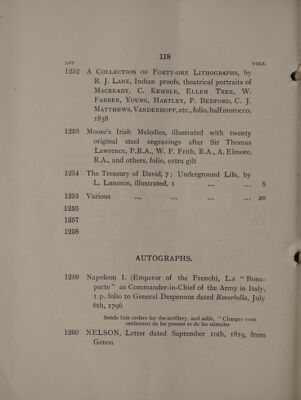 118
LOT
VOLS.
1252 A COLLECTION OF FORTY-ONE LITHOGRAPHS, by
R. J. LANE, Indian proofs, theatrical portraits of
MACREADY, C. KEMBLE, ELLEN TREE, W.
FARREN, YOUNG, HARTLEY, P. BEDFORD, C. J.
MATTHEWS, VANDENHOFF, etc., folio, half morocco,
1838
1253 Moore's Irish Melodies, illustrated with twenty
original steel engravings after Sir Thomas
Lawrence, P.R.A., W. P. Frith, R.A., A. Elmore,
R.A., and others, folio, extra gilt
1254 The Treasury of David, 7; Underground Life, by
L. Lunonin, illustrated, 1 ... ... 8
1255 Various ... ... ... ... 20
1256
1257
1258
AUTOGRAPHS.
1259 Napoleon I. (Emperor of the French), L.s "Bona-
parte" as Commander-in-Chief of the Army in Italy.
1 p. folio to General Despenous dated Roverbella, July
6th, 1796
Sends him orders for the artillery, and adds, "Chargez vous
seulement de les presser et de les stimuler
1260 NELSON, Letter dated September 10th, 1819, from
Genoa